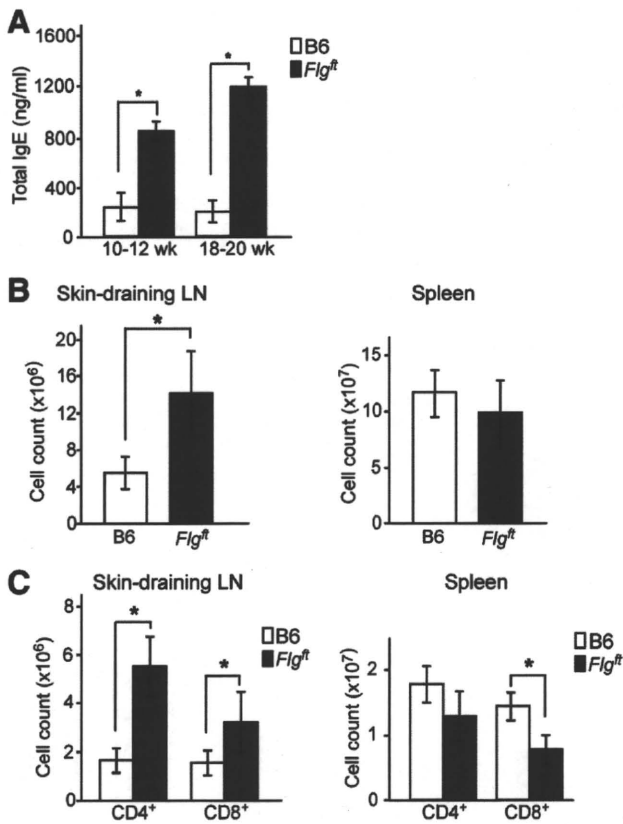 A
1600
1200
800
400
0
Total IgE (ng/ml)
* *
B6
Flgft
10-12 wk 18-20 wk
B
Skin-draining LN
20
16
12
8
4
0
Cell count (x10⁶)
*
B6 Flgft
Spleen
15
10
5
0
Cell count (x10⁷)
B6 Flgft
C
Skin-draining LN
8
6
4
2
0
Cell count (x10⁶)
* *
B6
Flgft
CD4⁺ CD8⁺
Spleen
2
1
0
Cell count (x10⁷)
*
B6
Flgft
CD4⁺ CD8⁺